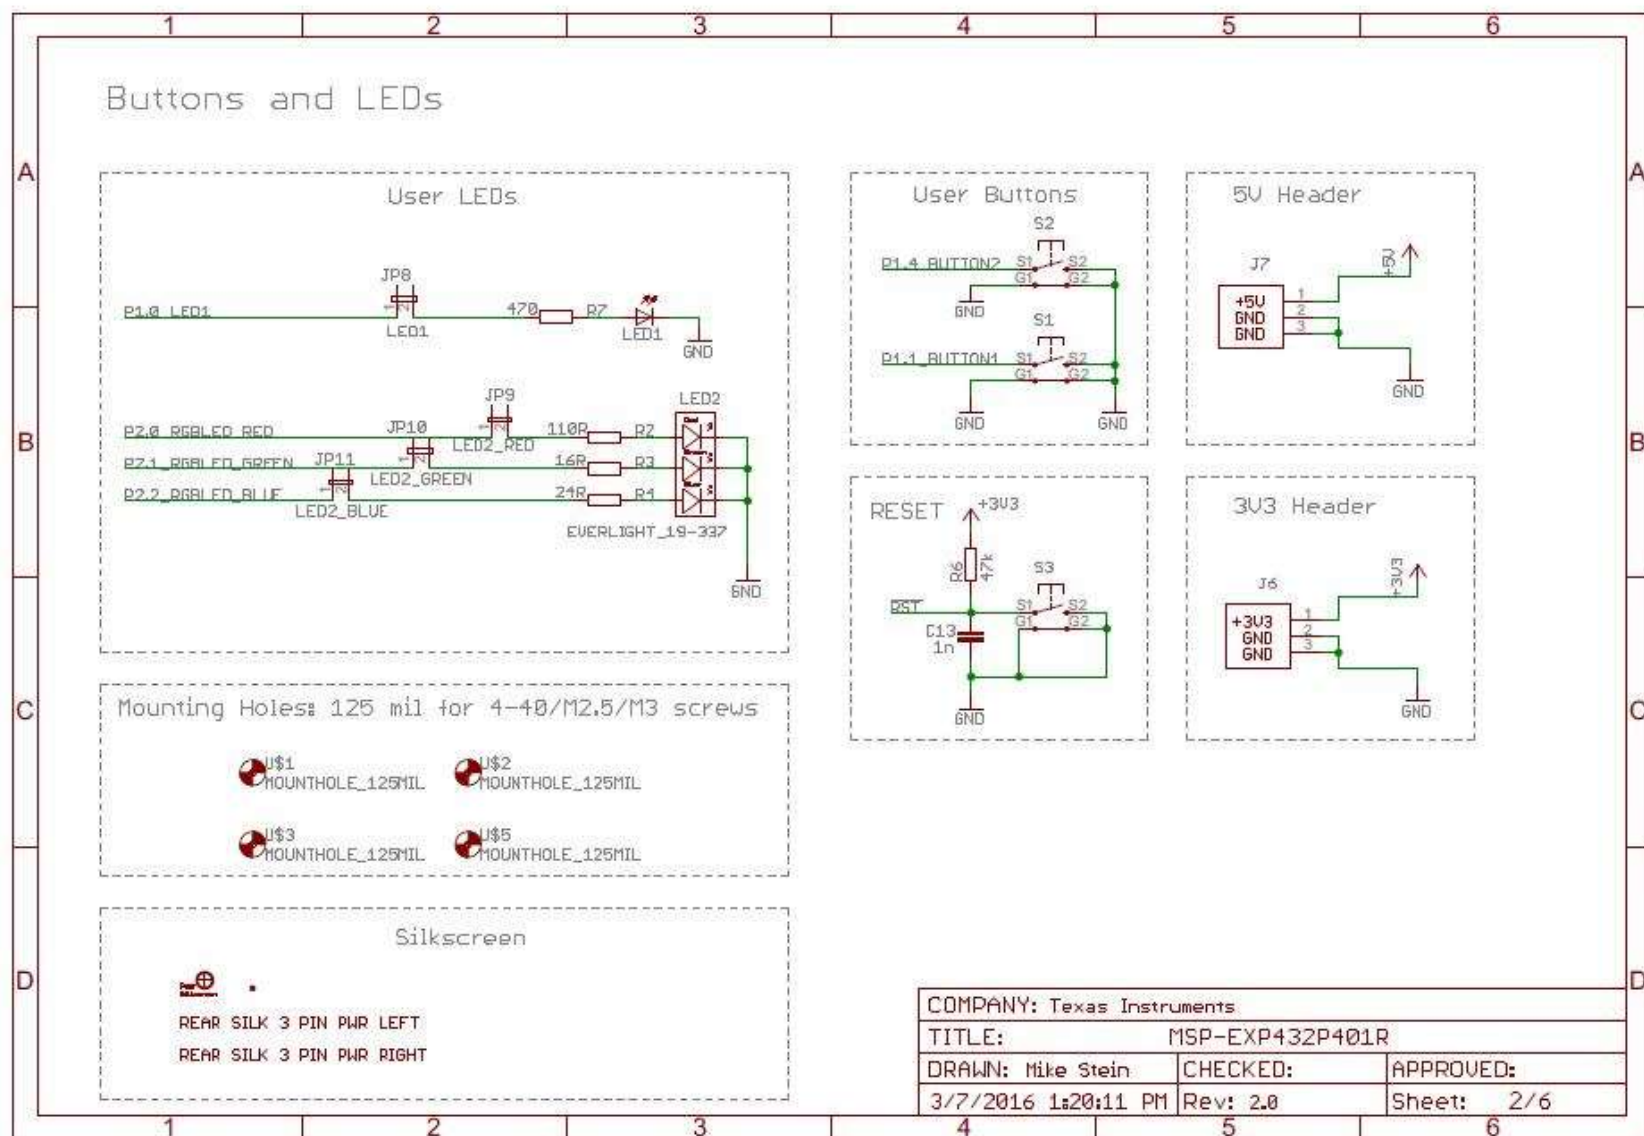 1 2 3 4 5 6
Buttons and LEDs
A
A
User LEDs
JP8
1
2
P1.0_LED1
LED1
470
R7
LED1
GND
JP9
1
2
LED2
JP10
1
2
P2.0_RGBLED_RED
LED2_RED
110R
R2
JP11
1
2
P2.1_RGBLED_GREEN
LED2_GREEN
16R
R3
P2.2_RGBLED_BLUE
LED2_BLUE
24R
R4
EVERLIGHT_19-337
GND
User Buttons
S2
P1.4_BUTTON2
S1 S2
G1 G2
GND
S1
P1.1_BUTTON1
S1 S2
G1 G2
GND GND
5V Header
+5V
J7
+5V 1
GND 2
GND 3
GND
B
B
RESET
+3V3
R6
47k
S3
RST
S1 S2
G1 G2
C13
1n
GND
3V3 Header
+3V3
J6
+3V3 1
GND 2
GND 3
GND
C
C
Mounting Holes: 125 mil for 4-40/M2.5/M3 screws
U$1
MOUNTHOLE_125MIL
U$2
MOUNTHOLE_125MIL
U$3
MOUNTHOLE_125MIL
U$5
MOUNTHOLE_125MIL
Silkscreen
D
D
REAR SILK 3 PIN PWR LEFT
REAR SILK 3 PIN PWR RIGHT
COMPANY: Texas Instruments
TITLE: MSP-EXP432P401R
DRAWN: Mike Stein CHECKED: APPROVED:
3/7/2016 1:20:11 PM Rev: 2.0 Sheet: 2/6
1 2 3 4 5 6